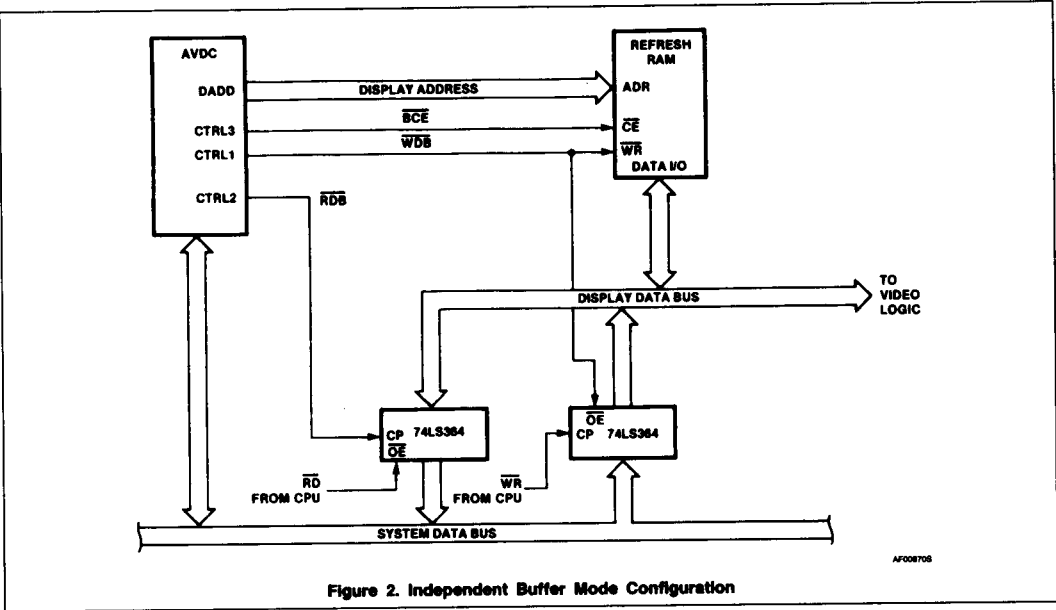 AVDC
DADD
CTRL3
CTRL1
CTRL2
DISPLAY ADDRESS
BCE
WDB
RDB
REFRESH
RAM
ADR
CE
WR
DATA I/O
DISPLAY DATA BUS
TO
VIDEO
LOGIC
CP 74LS364
OE
OE
CP 74LS364
RD
FROM CPU
WR
FROM CPU
SYSTEM DATA BUS
AF00870S
Figure 2. Independent Buffer Mode Configuration